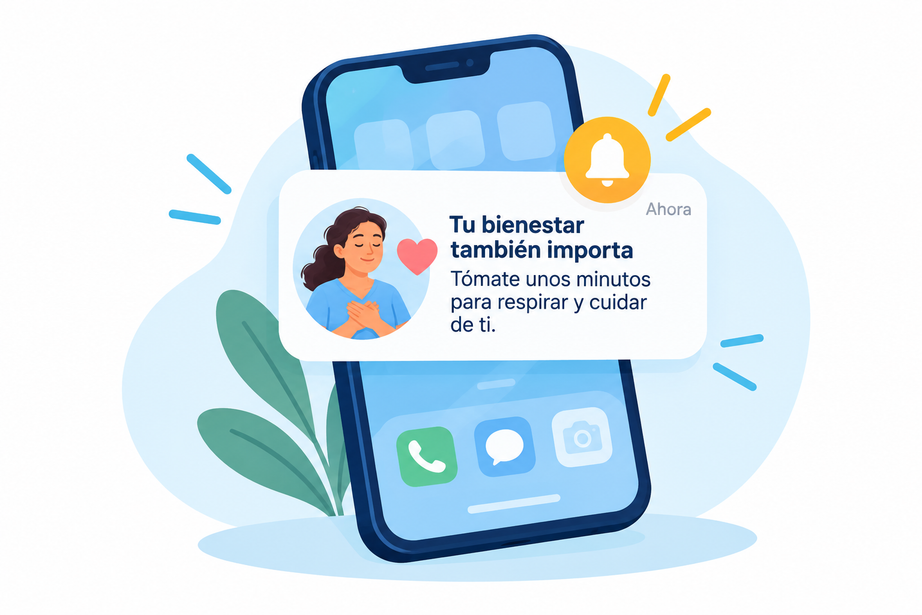 Ahora
Tu bienestar
también importa
Tómate unos minutos
para respirar y cuidar
de ti.